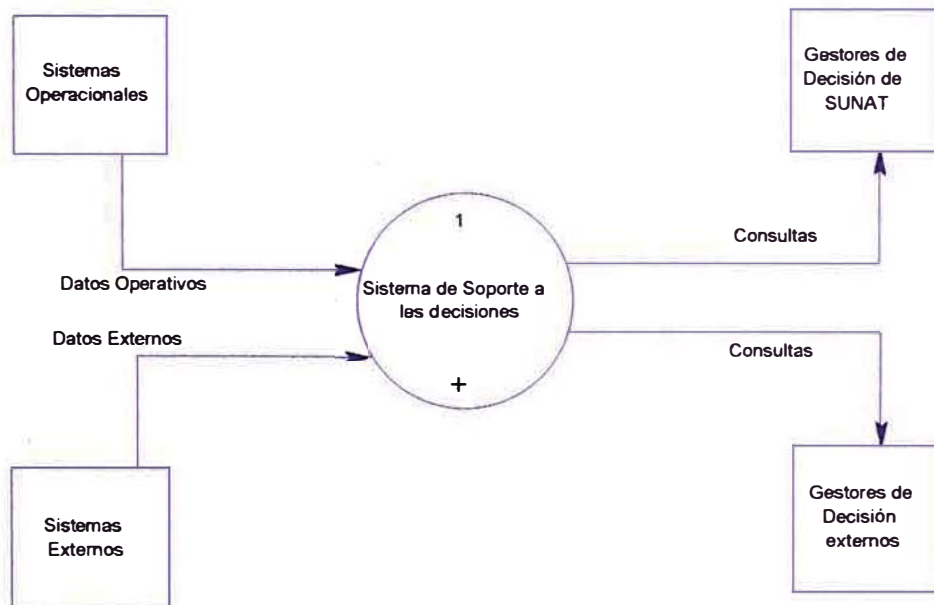 Sistemas
Operacionales
Gestores de
Decisión de
SUNAT
1
Consultas
Datos Operativos
Sistema de Soporte a
les decisiones
Datos Externos
Consultas
+
Sistemas
Externos
Gestores de
Decisión
externos